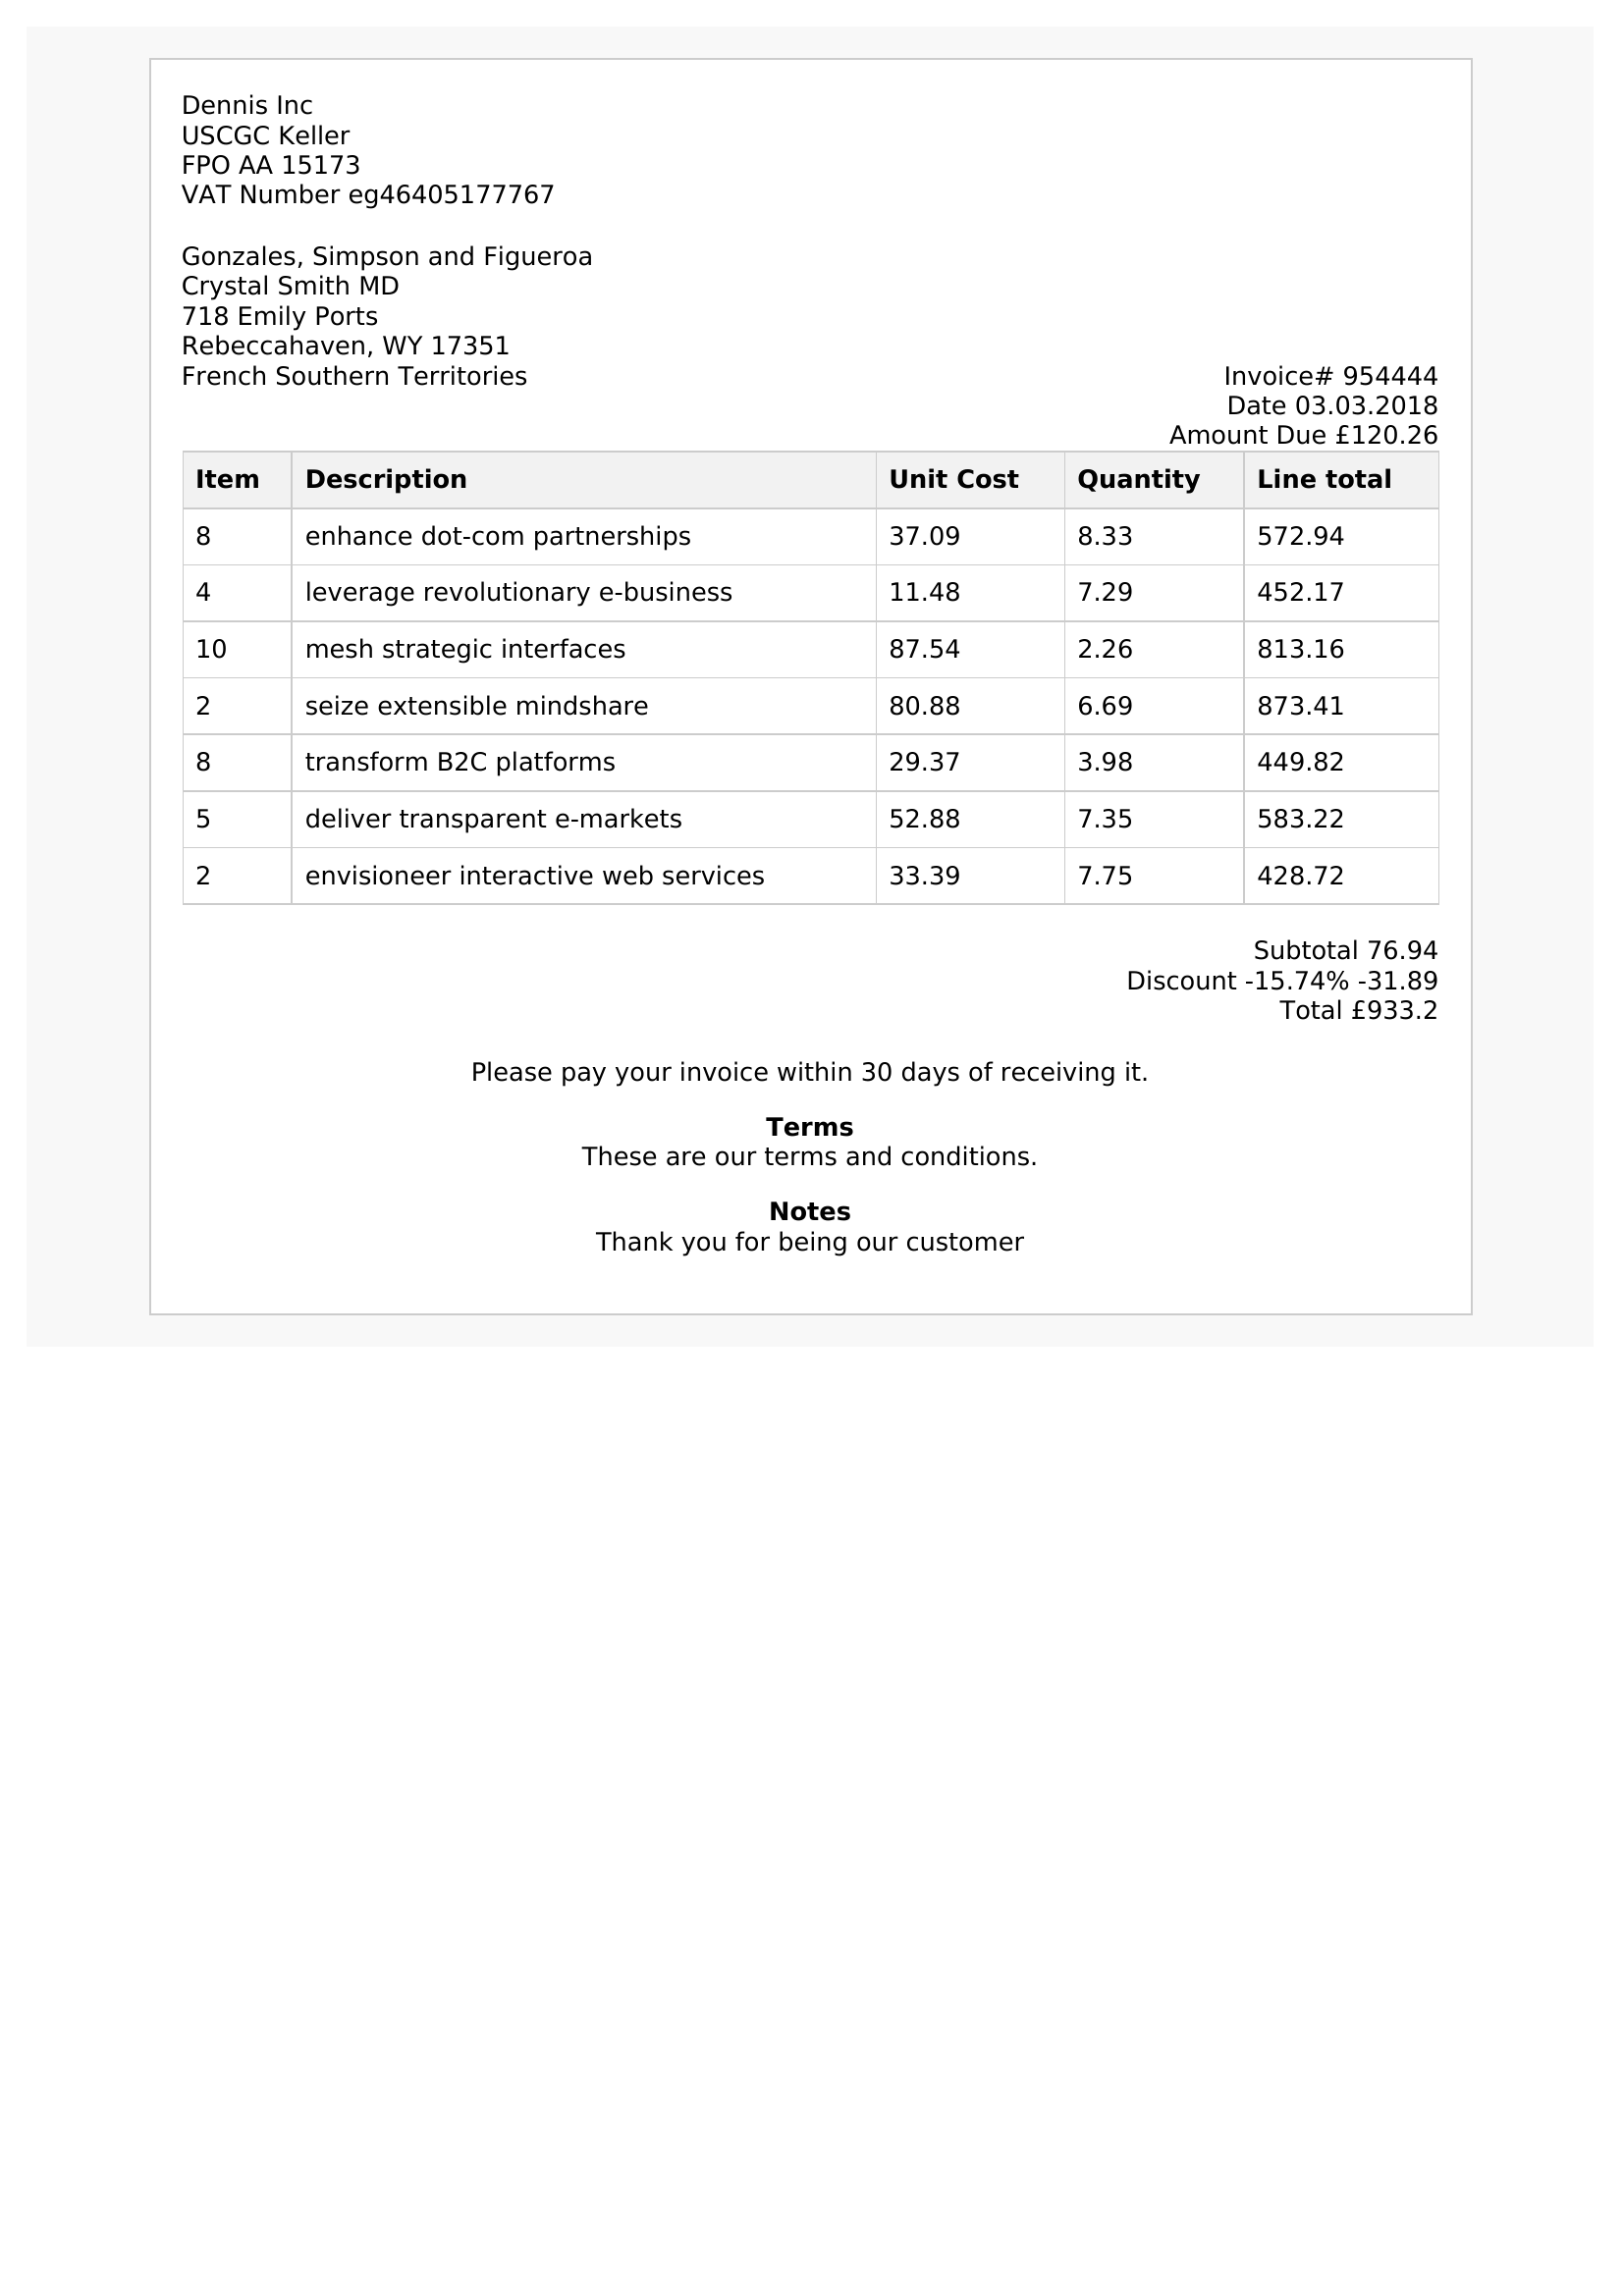 Dennis Inc
USCGC Keller
FPO AA 15173
VAT Number eg46405177767
Gonzales, Simpson and Figueroa
Crystal Smith MD
718 Emily Ports
Rebeccahaven, WY 17351
French Southern Territories
Invoice# 954444
Date 03.03.2018
Amount Due £120.26
Item Description Unit Cost Quantity Line total
8 enhance dot-com partnerships 37.09 8.33 572.94
4 leverage revolutionary e-business 11.48 7.29 452.17
10 mesh strategic interfaces 87.54 2.26 813.16
2 seize extensible mindshare 80.88 6.69 873.41
8 transform B2C platforms 29.37 3.98 449.82
5 deliver transparent e-markets 52.88 7.35 583.22
2 envisioneer interactive web services 33.39 7.75 428.72
Subtotal 76.94
Discount -15.74% -31.89
Total £933.2
Please pay your invoice within 30 days of receiving it.
Terms
These are our terms and conditions.
Notes
Thank you for being our customer